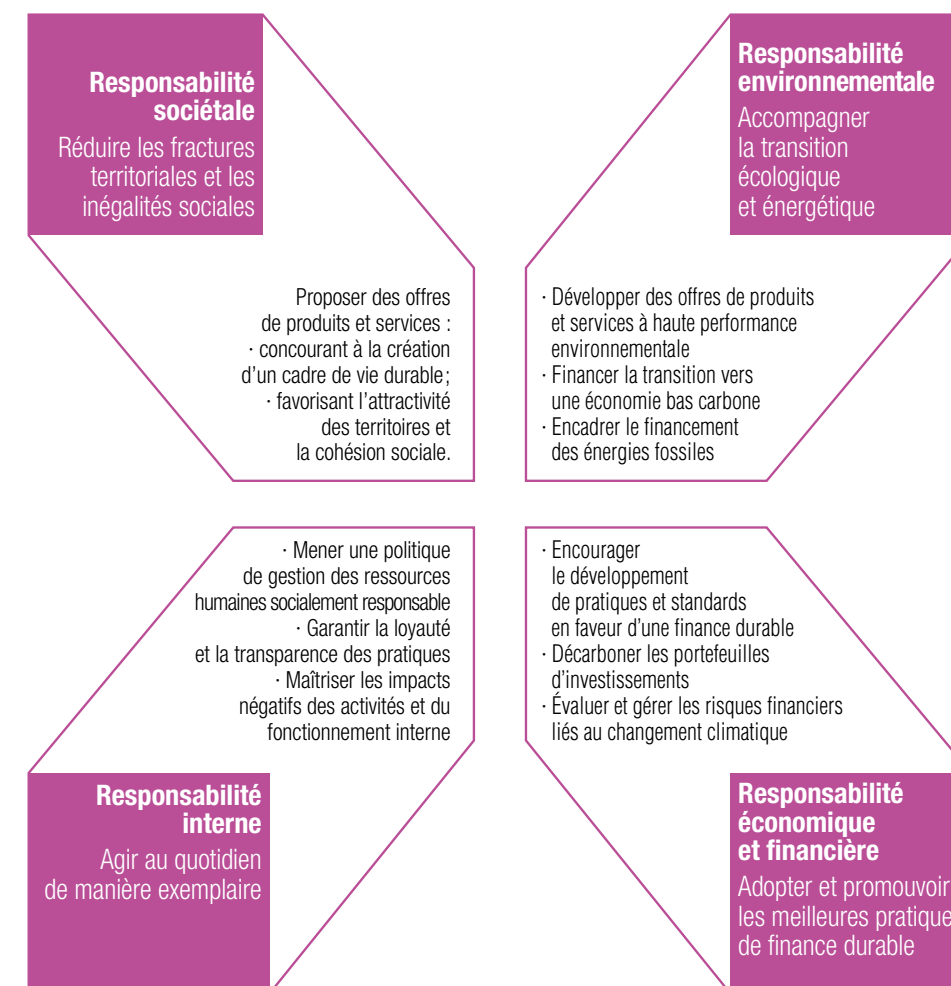 Responsabilité
sociétale
Réduire les fractures
territoriales et les
inégalités sociales
Proposer des offres
de produits et services :
· concourant à la création
d'un cadre de vie durable;
· favorisant l'attractivité
des territoires et
la cohésion sociale.
Responsabilité
environnementale
Accompagner
la transition
écologique
et énergétique
· Développer des offres de produits
et services à haute performance
environnementale
· Financer la transition vers
une économie bas carbone
· Encadrer le financement
des énergies fossiles
· Mener une politique
de gestion des ressources
humaines socialement responsable
· Garantir la loyauté
et la transparence des pratiques
· Maîtriser les impacts
négatifs des activités et du
fonctionnement interne
Responsabilité
interne
Agir au quotidien
de manière exemplaire
· Encourager
le développement
de pratiques et standards
en faveur d'une finance durable
· Décarboner les portefeuilles
d'investissements
· Évaluer et gérer les risques financiers
liés au changement climatique
Responsabilité
économique
et financière
Adopter et promouvoir
les meilleures pratique
de finance durable